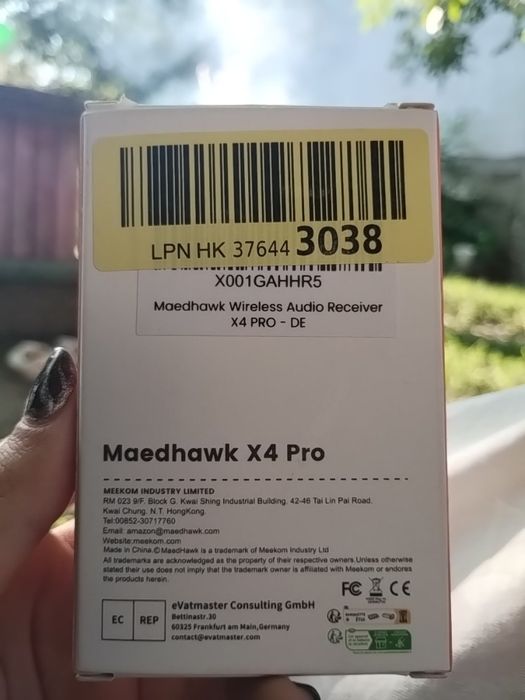 LPN HK 37644 3038
X001GAHHR5
Maedhawk Wireless Audio Receiver
X4 PRO - DE
Maedhawk X4 Pro
MEEKOM INDUSTRY LIMITED
RM 023 9/F. Block G. Kwai Shing Industrial Building. 42-46 Tai Lin Pai Road.
Kwai Chung. N.T. HongKong.
Tel:00852-30717760
Email: amazon@maedhawk.com
Website:meekom.com
Made in China.© MaedHawk is a trademark of Meekom Industry Ltd
All trademarks are acknowledged as the property of their respective owners.Unless otherwise
stated their use does not imply that the trademark owner is affiliated with Meekom or endorses
the products herein.
FC CE
EC REP
eVatmaster Consulting GmbH
Bettinastr.30
60325 Frankfurt am Main,Germany
contact@evatmaster.com